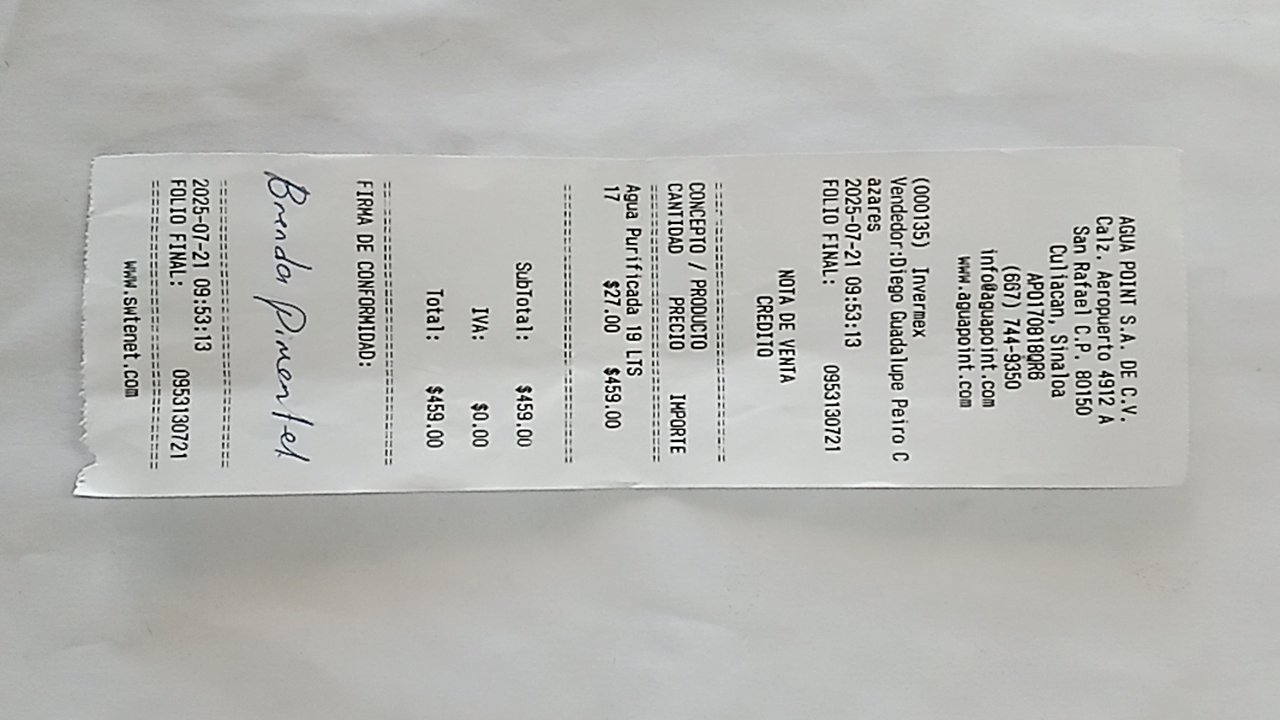 AGUA POINT S.A. DE C.V.
Calz. Aeropuerto 4912 A
San Rafael C.P. 80150
Culiacan, Sinaloa
APO170818QR6
(667) 744-9350
info@aguapoint.com
www.aguapoint.com
(000135) Invermex
Vendedor:Diego Guadalupe Peiro C
azares
2025-07-21 09:53:13
FOLIO FINAL: 0953130721
NOTA DE VENTA
CREDITO
CONCEPTO / PRODUCTO
CANTIDAD PRECIO IMPORTE
Agua Purificada 19 LTS
17 $27.00 $459.00
SubTotal: $459.00
IVA: $0.00
Total: $459.00
FIRMA DE CONFORMIDAD:
Brenda Pimentel
2025-07-21 09:53:13
FOLIO FINAL: 0953130721
www.swtenet.com